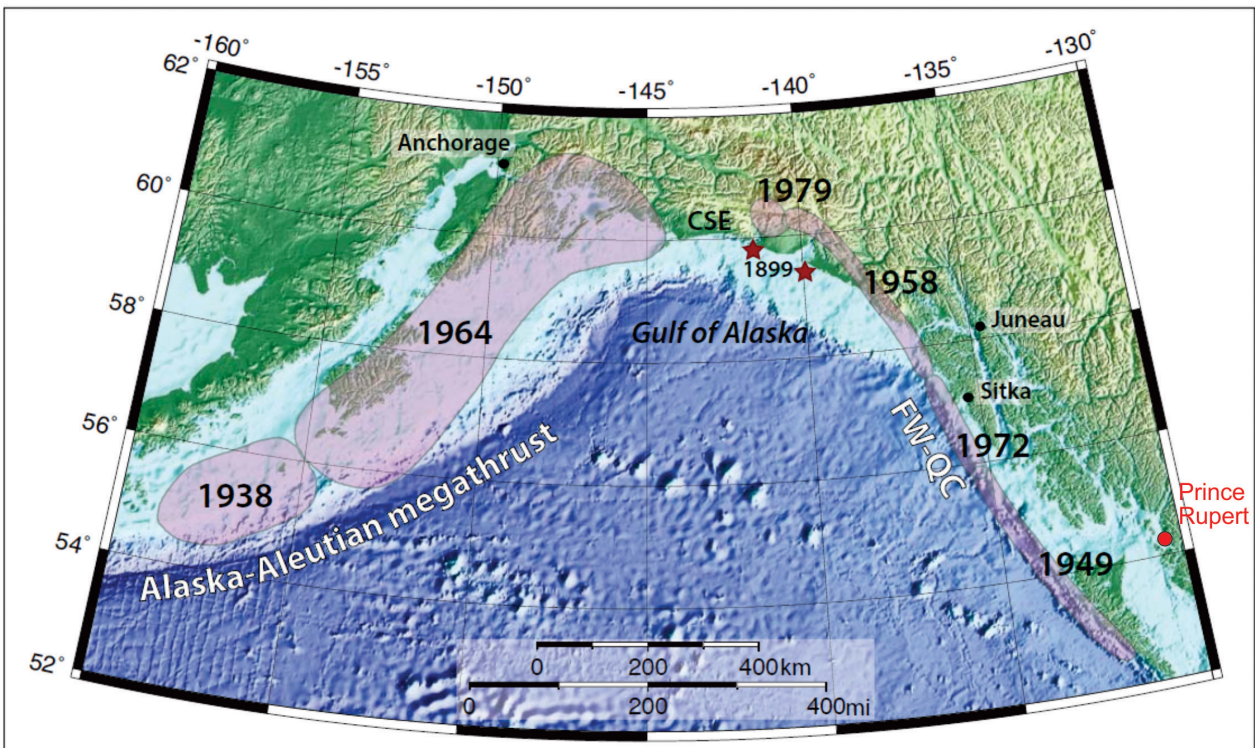 -160°
-155°
-150°
-145°
-140°
-135°
-130°
62°
60°
58°
56°
54°
52°
Anchorage
1979
CSE
1899
1958
1964
Gulf of Alaska
Juneau
Sitka
FW-QC
1972
1938
Prince
Rupert
Alaska-Aleutian megathrust
1949
0 200 400km
0 200 400mi